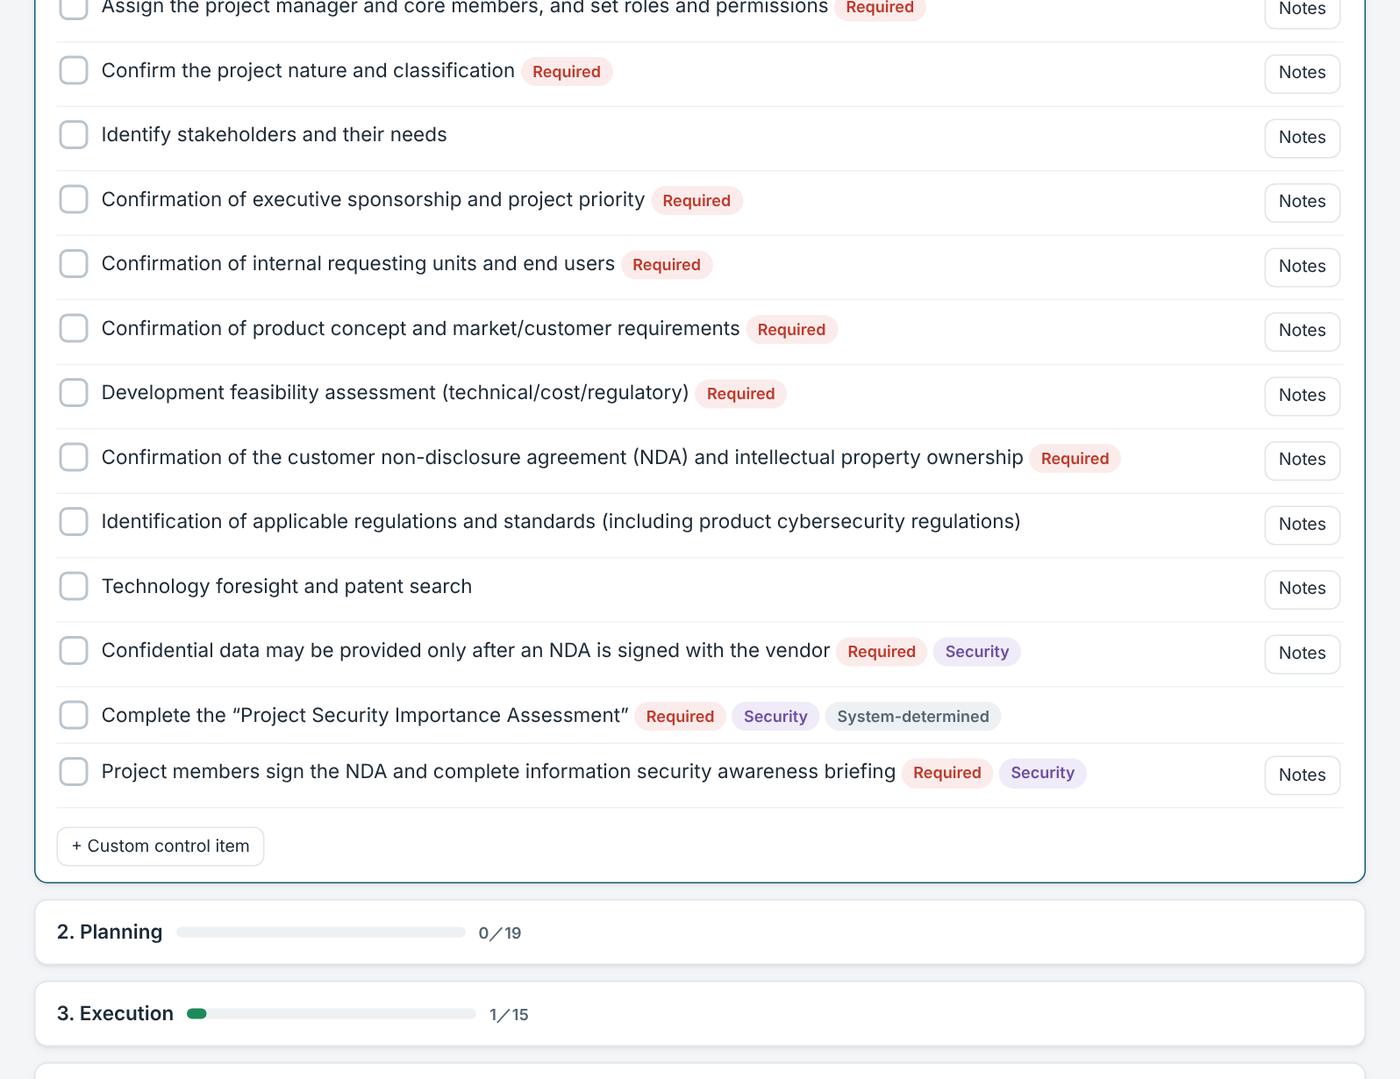 Assign the project manager and core members, and set roles and permissions Required Notes
Confirm the project nature and classification Required Notes
Identify stakeholders and their needs Notes
Confirmation of executive sponsorship and project priority Required Notes
Confirmation of internal requesting units and end users Required Notes
Confirmation of product concept and market/customer requirements Required Notes
Development feasibility assessment (technical/cost/regulatory) Required Notes
Confirmation of the customer non-disclosure agreement (NDA) and intellectual property ownership Required Notes
Identification of applicable regulations and standards (including product cybersecurity regulations) Notes
Technology foresight and patent search Notes
Confidential data may be provided only after an NDA is signed with the vendor Required Security Notes
Complete the “Project Security Importance Assessment” Required Security System-determined
Project members sign the NDA and complete information security awareness briefing Required Security Notes
+ Custom control item
2. Planning 0／19
3. Execution 1／15